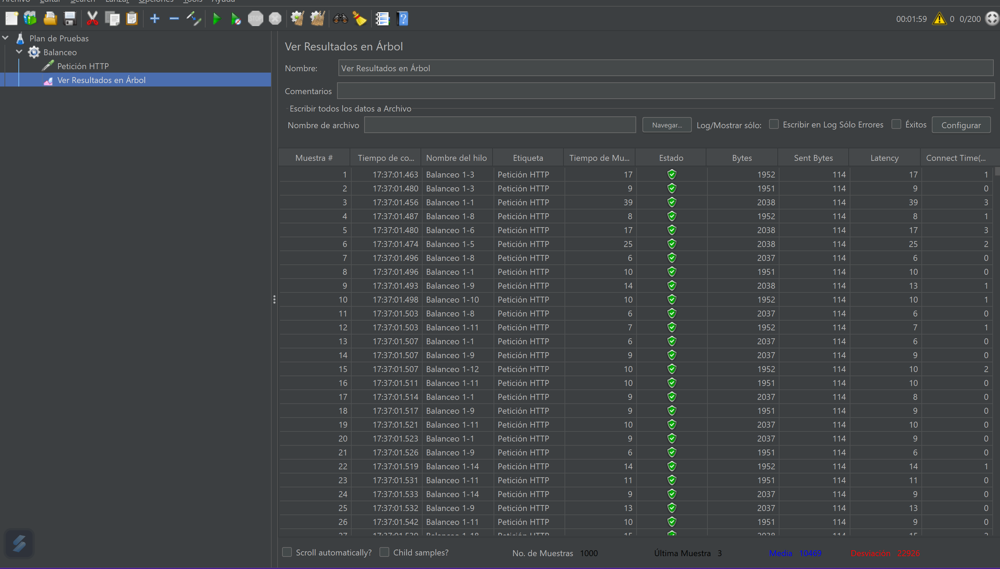 Archivo Editar Search Lanzar Opciones Tools Ayuda
STOP 00:01:59 0 0/200
Plan de Pruebas
Balanceo
Petición HTTP
Ver Resultados en Árbol
Ver Resultados en Árbol
Nombre: Ver Resultados en Árbol
Comentarios
Escribir todos los datos a Archivo
Nombre de archivo Navegar... Log/Mostrar sólo: Escribir en Log Sólo Errores Éxitos Configurar
Muestra # Tiempo de co... Nombre del hilo Etiqueta Tiempo de Mu... Estado Bytes Sent Bytes Latency Connect Time(...
1 17:37:01.463 Balanceo 1-3 Petición HTTP 17 1952 114 17 1
2 17:37:01.480 Balanceo 1-3 Petición HTTP 9 1951 114 9 0
3 17:37:01.456 Balanceo 1-1 Petición HTTP 39 2038 114 39 3
4 17:37:01.487 Balanceo 1-8 Petición HTTP 8 1952 114 8 1
5 17:37:01.480 Balanceo 1-6 Petición HTTP 17 2038 114 17 3
6 17:37:01.474 Balanceo 1-5 Petición HTTP 25 2038 114 25 2
7 17:37:01.496 Balanceo 1-8 Petición HTTP 6 2037 114 6 0
8 17:37:01.496 Balanceo 1-1 Petición HTTP 10 1951 114 10 0
9 17:37:01.493 Balanceo 1-9 Petición HTTP 14 2038 114 13 1
10 17:37:01.498 Balanceo 1-10 Petición HTTP 10 1952 114 10 1
11 17:37:01.503 Balanceo 1-8 Petición HTTP 6 2037 114 6 0
12 17:37:01.503 Balanceo 1-11 Petición HTTP 7 1952 114 7 1
13 17:37:01.507 Balanceo 1-1 Petición HTTP 6 2037 114 6 0
14 17:37:01.507 Balanceo 1-9 Petición HTTP 9 2037 114 9 0
15 17:37:01.507 Balanceo 1-12 Petición HTTP 10 1952 114 10 2
16 17:37:01.511 Balanceo 1-11 Petición HTTP 10 1951 114 10 0
17 17:37:01.514 Balanceo 1-1 Petición HTTP 9 2037 114 8 0
18 17:37:01.517 Balanceo 1-9 Petición HTTP 9 1951 114 9 0
19 17:37:01.521 Balanceo 1-11 Petición HTTP 10 2037 114 10 0
20 17:37:01.523 Balanceo 1-1 Petición HTTP 9 2037 114 9 0
21 17:37:01.526 Balanceo 1-9 Petición HTTP 6 1951 114 6 0
22 17:37:01.519 Balanceo 1-14 Petición HTTP 14 1952 114 14 1
23 17:37:01.531 Balanceo 1-11 Petición HTTP 11 1951 114 11 0
24 17:37:01.533 Balanceo 1-14 Petición HTTP 9 2037 114 9 0
25 17:37:01.532 Balanceo 1-9 Petición HTTP 13 2037 114 13 0
26 17:37:01.542 Balanceo 1-11 Petición HTTP 10 1951 114 9 0
27 Balanceo 1-18 Petición HTTP 15 2038 114 15
Scroll automatically? Child samples? No. de Muestras 1000 Última Muestra 3 Media 10469 Desviación 22926